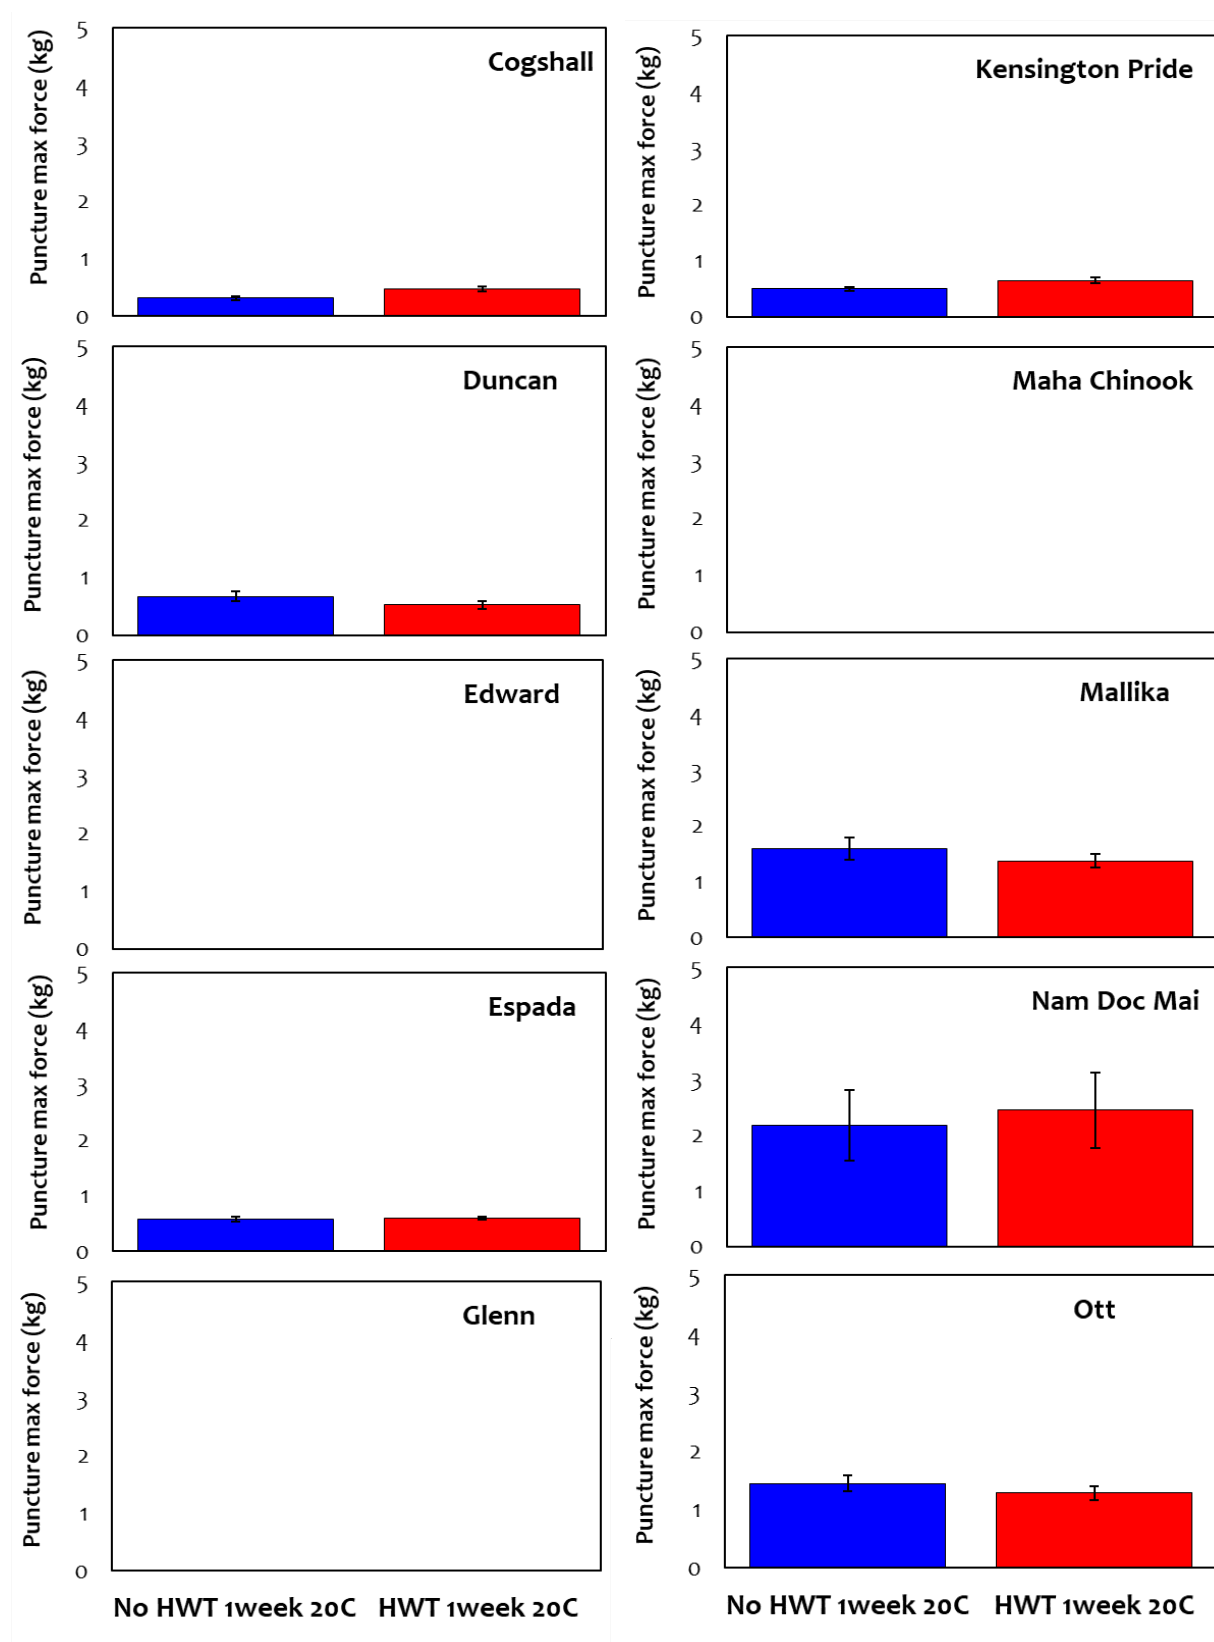 Puncture max force (kg)
5
4
3
2
1
0
Cogshall
Puncture max force (kg)
5
4
3
2
1
0
Kensington Pride
Puncture max force (kg)
5
4
3
2
1
0
Duncan
Puncture max force (kg)
5
4
3
2
1
0
Maha Chinook
Puncture max force (kg)
5
4
3
2
1
0
Edward
Puncture max force (kg)
5
4
3
2
1
0
Mallika
Puncture max force (kg)
5
4
3
2
1
0
Espada
Puncture max force (kg)
5
4
3
2
1
0
Nam Doc Mai
Puncture max force (kg)
5
4
3
2
1
0
Glenn
Puncture max force (kg)
5
4
3
2
1
0
Ott
No HWT 1week 20C HWT 1week 20C
No HWT 1week 20C HWT 1week 20C